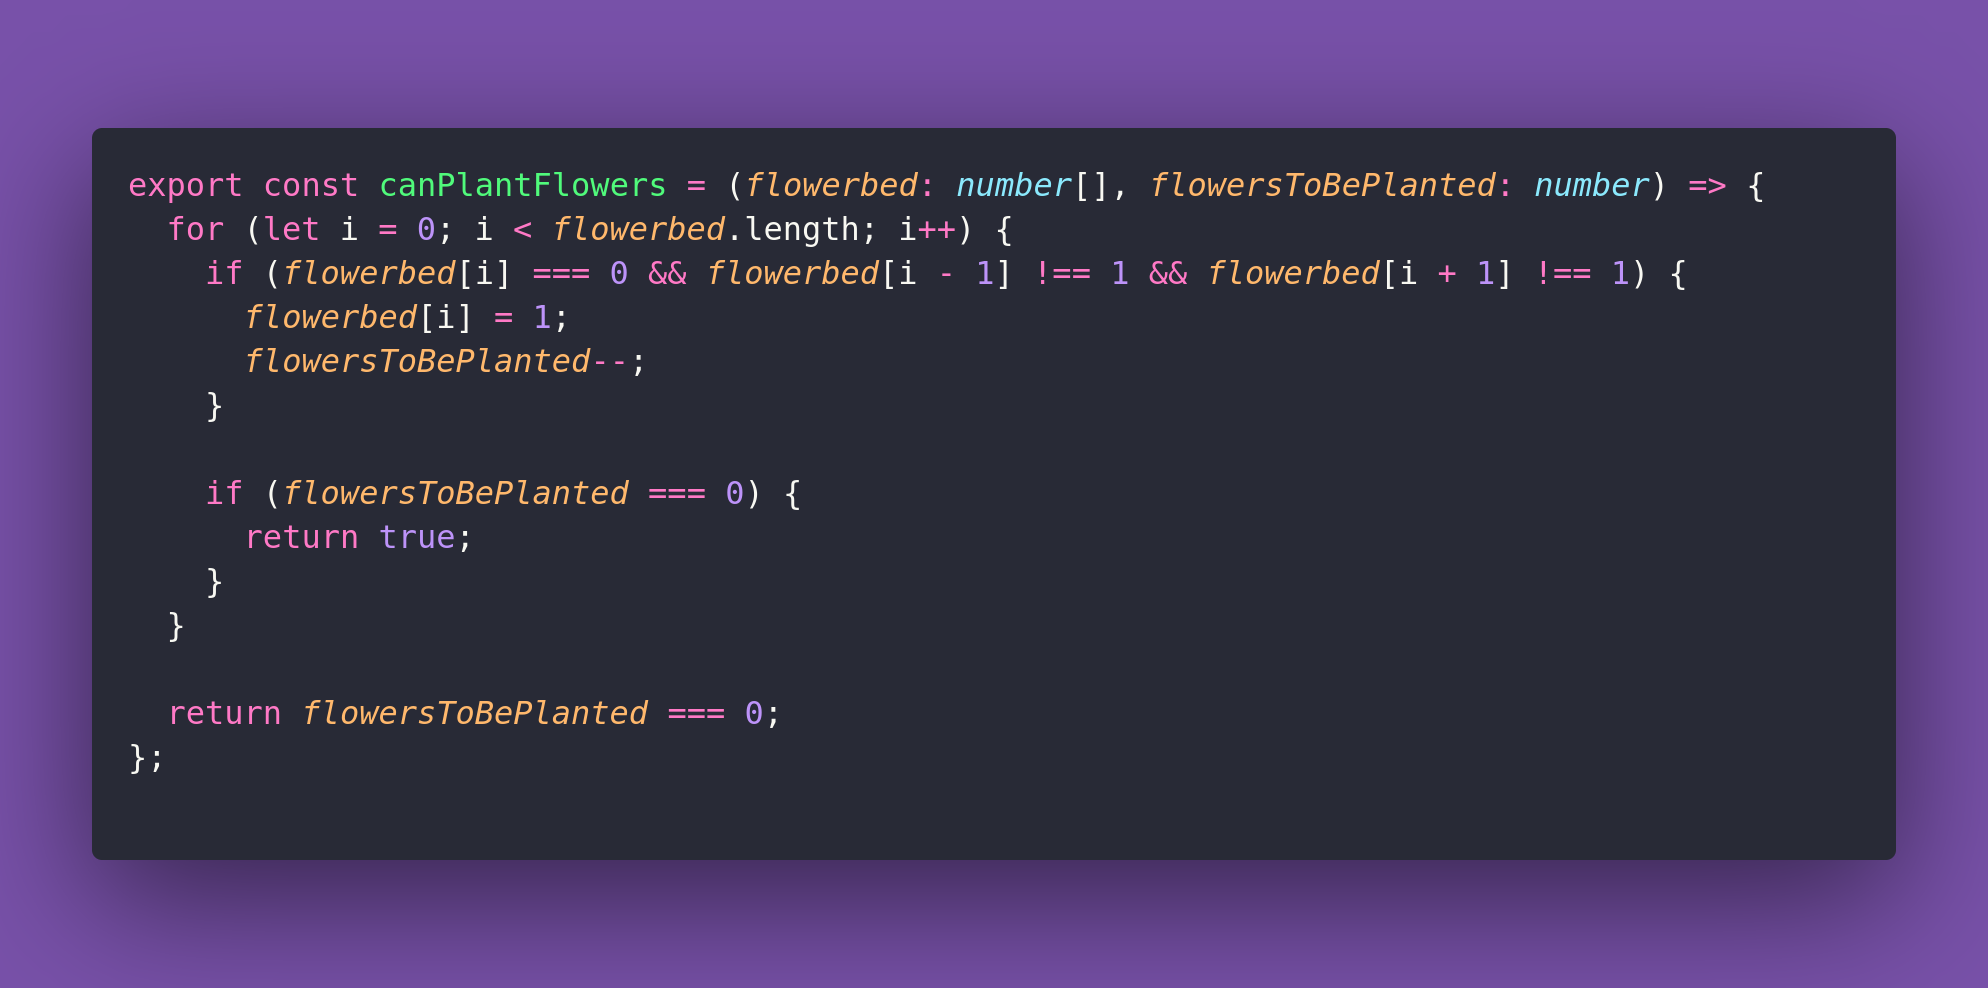 export const canPlantFlowers = (flowerbed: number[], flowersToBePlanted: number) => {
  for (let i = 0; i < flowerbed.length; i++) {
    if (flowerbed[i] === 0 && flowerbed[i - 1] !== 1 && flowerbed[i + 1] !== 1) {
      flowerbed[i] = 1;
      flowersToBePlanted--;
    }

    if (flowersToBePlanted === 0) {
      return true;
    }
  }

  return flowersToBePlanted === 0;
};